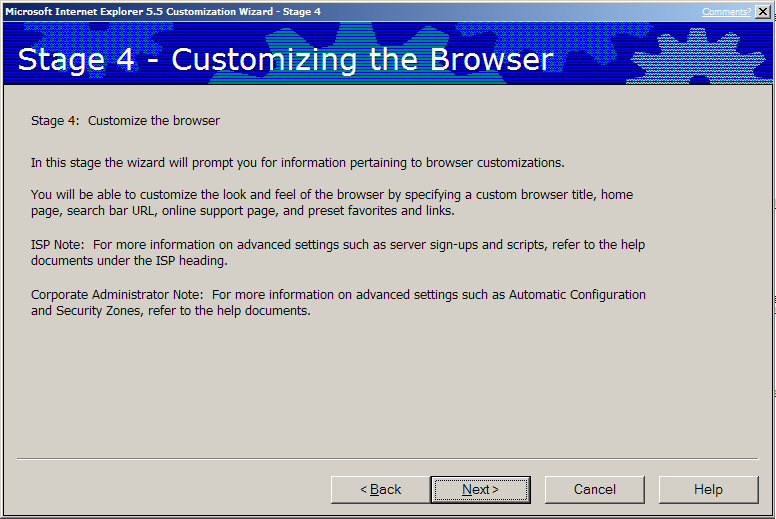 Microsoft Internet Explorer 5.5 Customization Wizard - Stage 4
Comments?
Stage 4 - Customizing the Browser
Stage 4:  Customize the browser
In this stage the wizard will prompt you for information pertaining to browser customizations.
You will be able to customize the look and feel of the browser by specifying a custom browser title, home
page, search bar URL, online support page, and preset favorites and links.
ISP Note:  For more information on advanced settings such as server sign-ups and scripts, refer to the help
documents under the ISP heading.
Corporate Administrator Note:  For more information on advanced settings such as Automatic Configuration
and Security Zones, refer to the help documents.
< Back
Next >
Cancel
Help